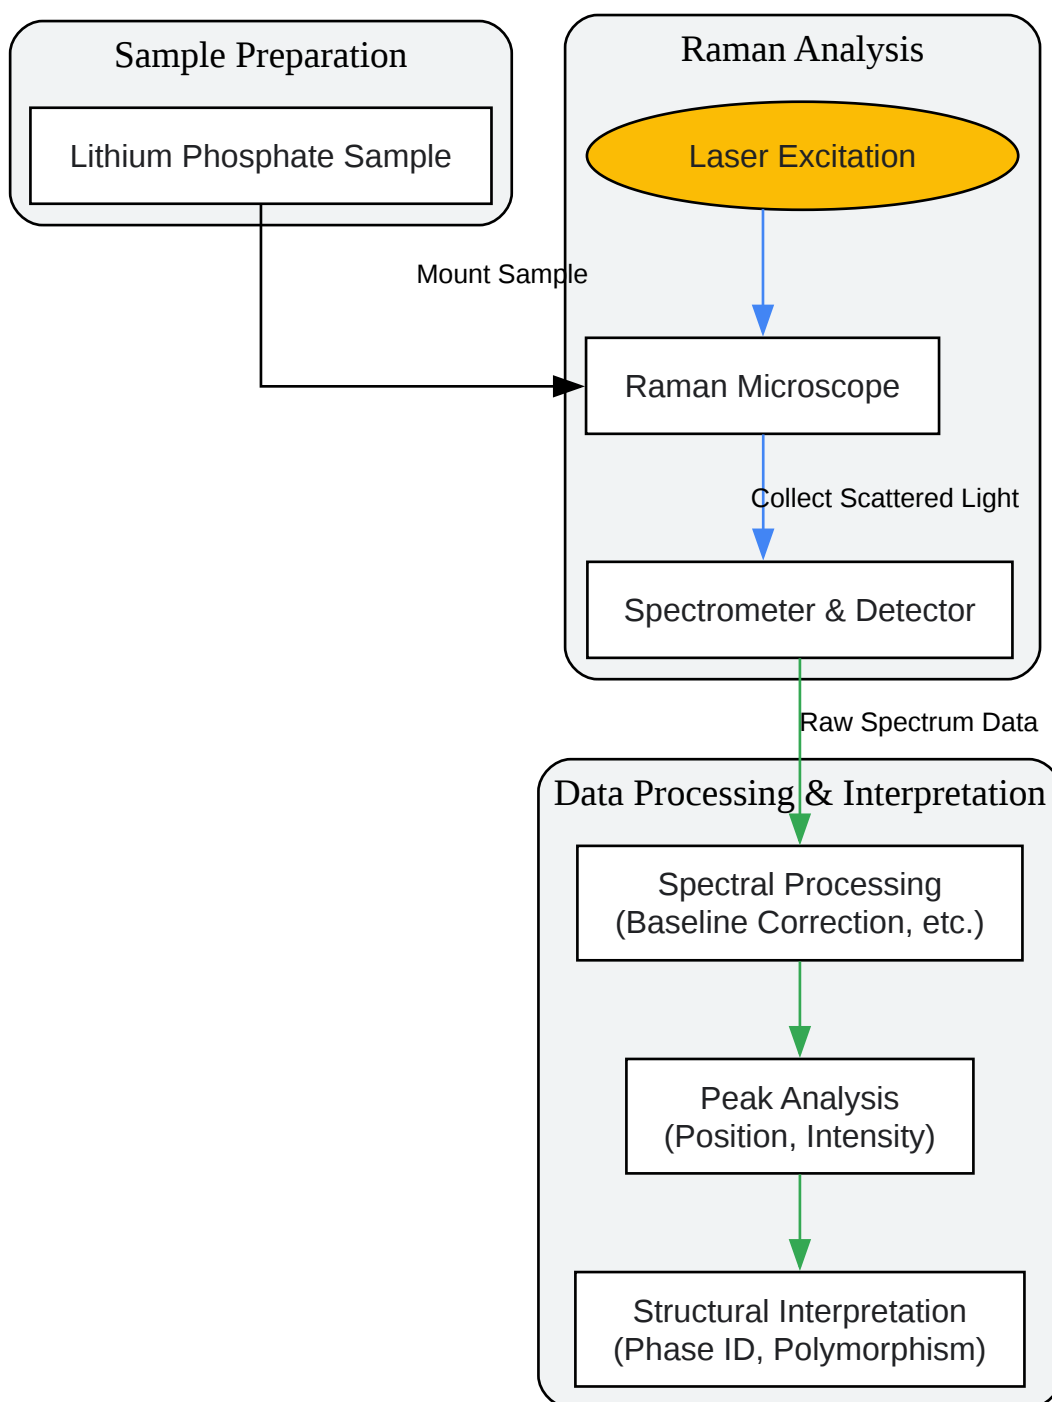 Sample Preparation
Lithium Phosphate Sample
Mount Sample
Raman Analysis
Laser Excitation
Raman Microscope
Collect Scattered Light
Spectrometer & Detector
Raw Spectrum Data
Data Processing & Interpretation
Spectral Processing
(Baseline Correction, etc.)
Peak Analysis
(Position, Intensity)
Structural Interpretation
(Phase ID, Polymorphism)